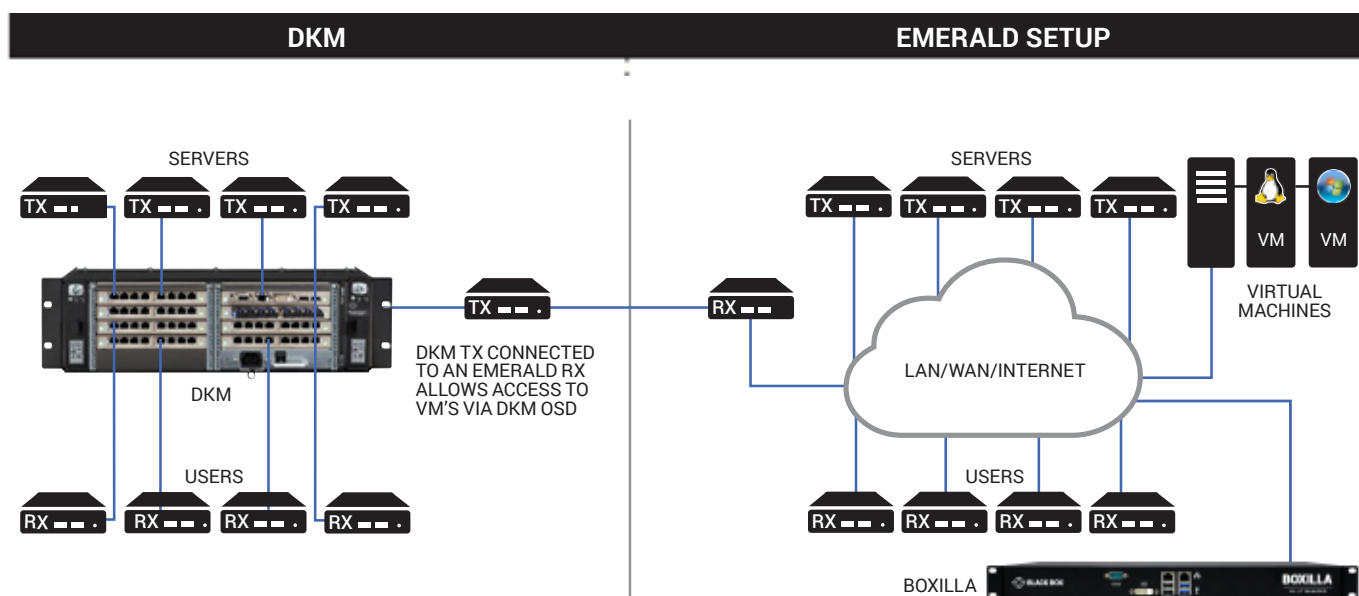 DKM
EMERALD SETUP
SERVERS
TX TX TX TX
DKM
TX
DKM TX CONNECTED
TO AN EMERALD RX
ALLOWS ACCESS TO
VM'S VIA DKM OSD
USERS
RX RX RX RX
SERVERS
TX TX TX TX
VM VM
VIRTUAL
MACHINES
RX
LAN/WAN/INTERNET
USERS
RX RX RX RX
BOXILLA
BLACK BOX
BOXILLA